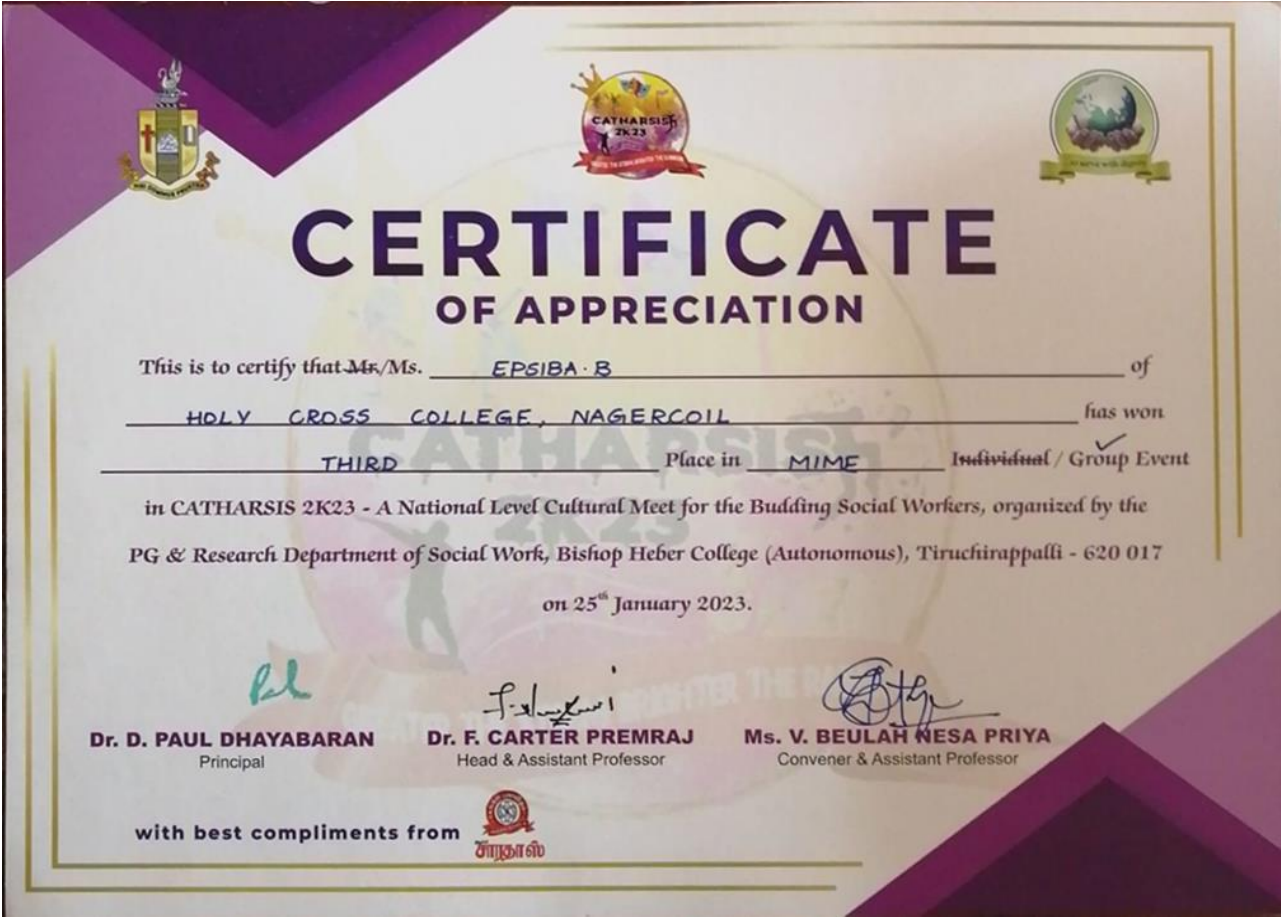 CATHARSIS
2K23
to serve with dignity
CERTIFICATE
OF APPRECIATION
This is to certify that Mr./Ms. EPSIBA. B of
HOLY CROSS COLLEGE, NAGERCOIL has won
THIRD Place in MIME Individual / Group Event
in CATHARSIS 2K23 - A National Level Cultural Meet for the Budding Social Workers, organized by the
PG & Research Department of Social Work, Bishop Heber College (Autonomous), Tiruchirappalli - 620 017
on 25th January 2023.
Dr. D. PAUL DHAYABARAN Dr. F. CARTER PREMRAJ Ms. V. BEULAH NESA PRIYA
Principal Head & Assistant Professor Convener & Assistant Professor
with best compliments from
சாரதாஸ்